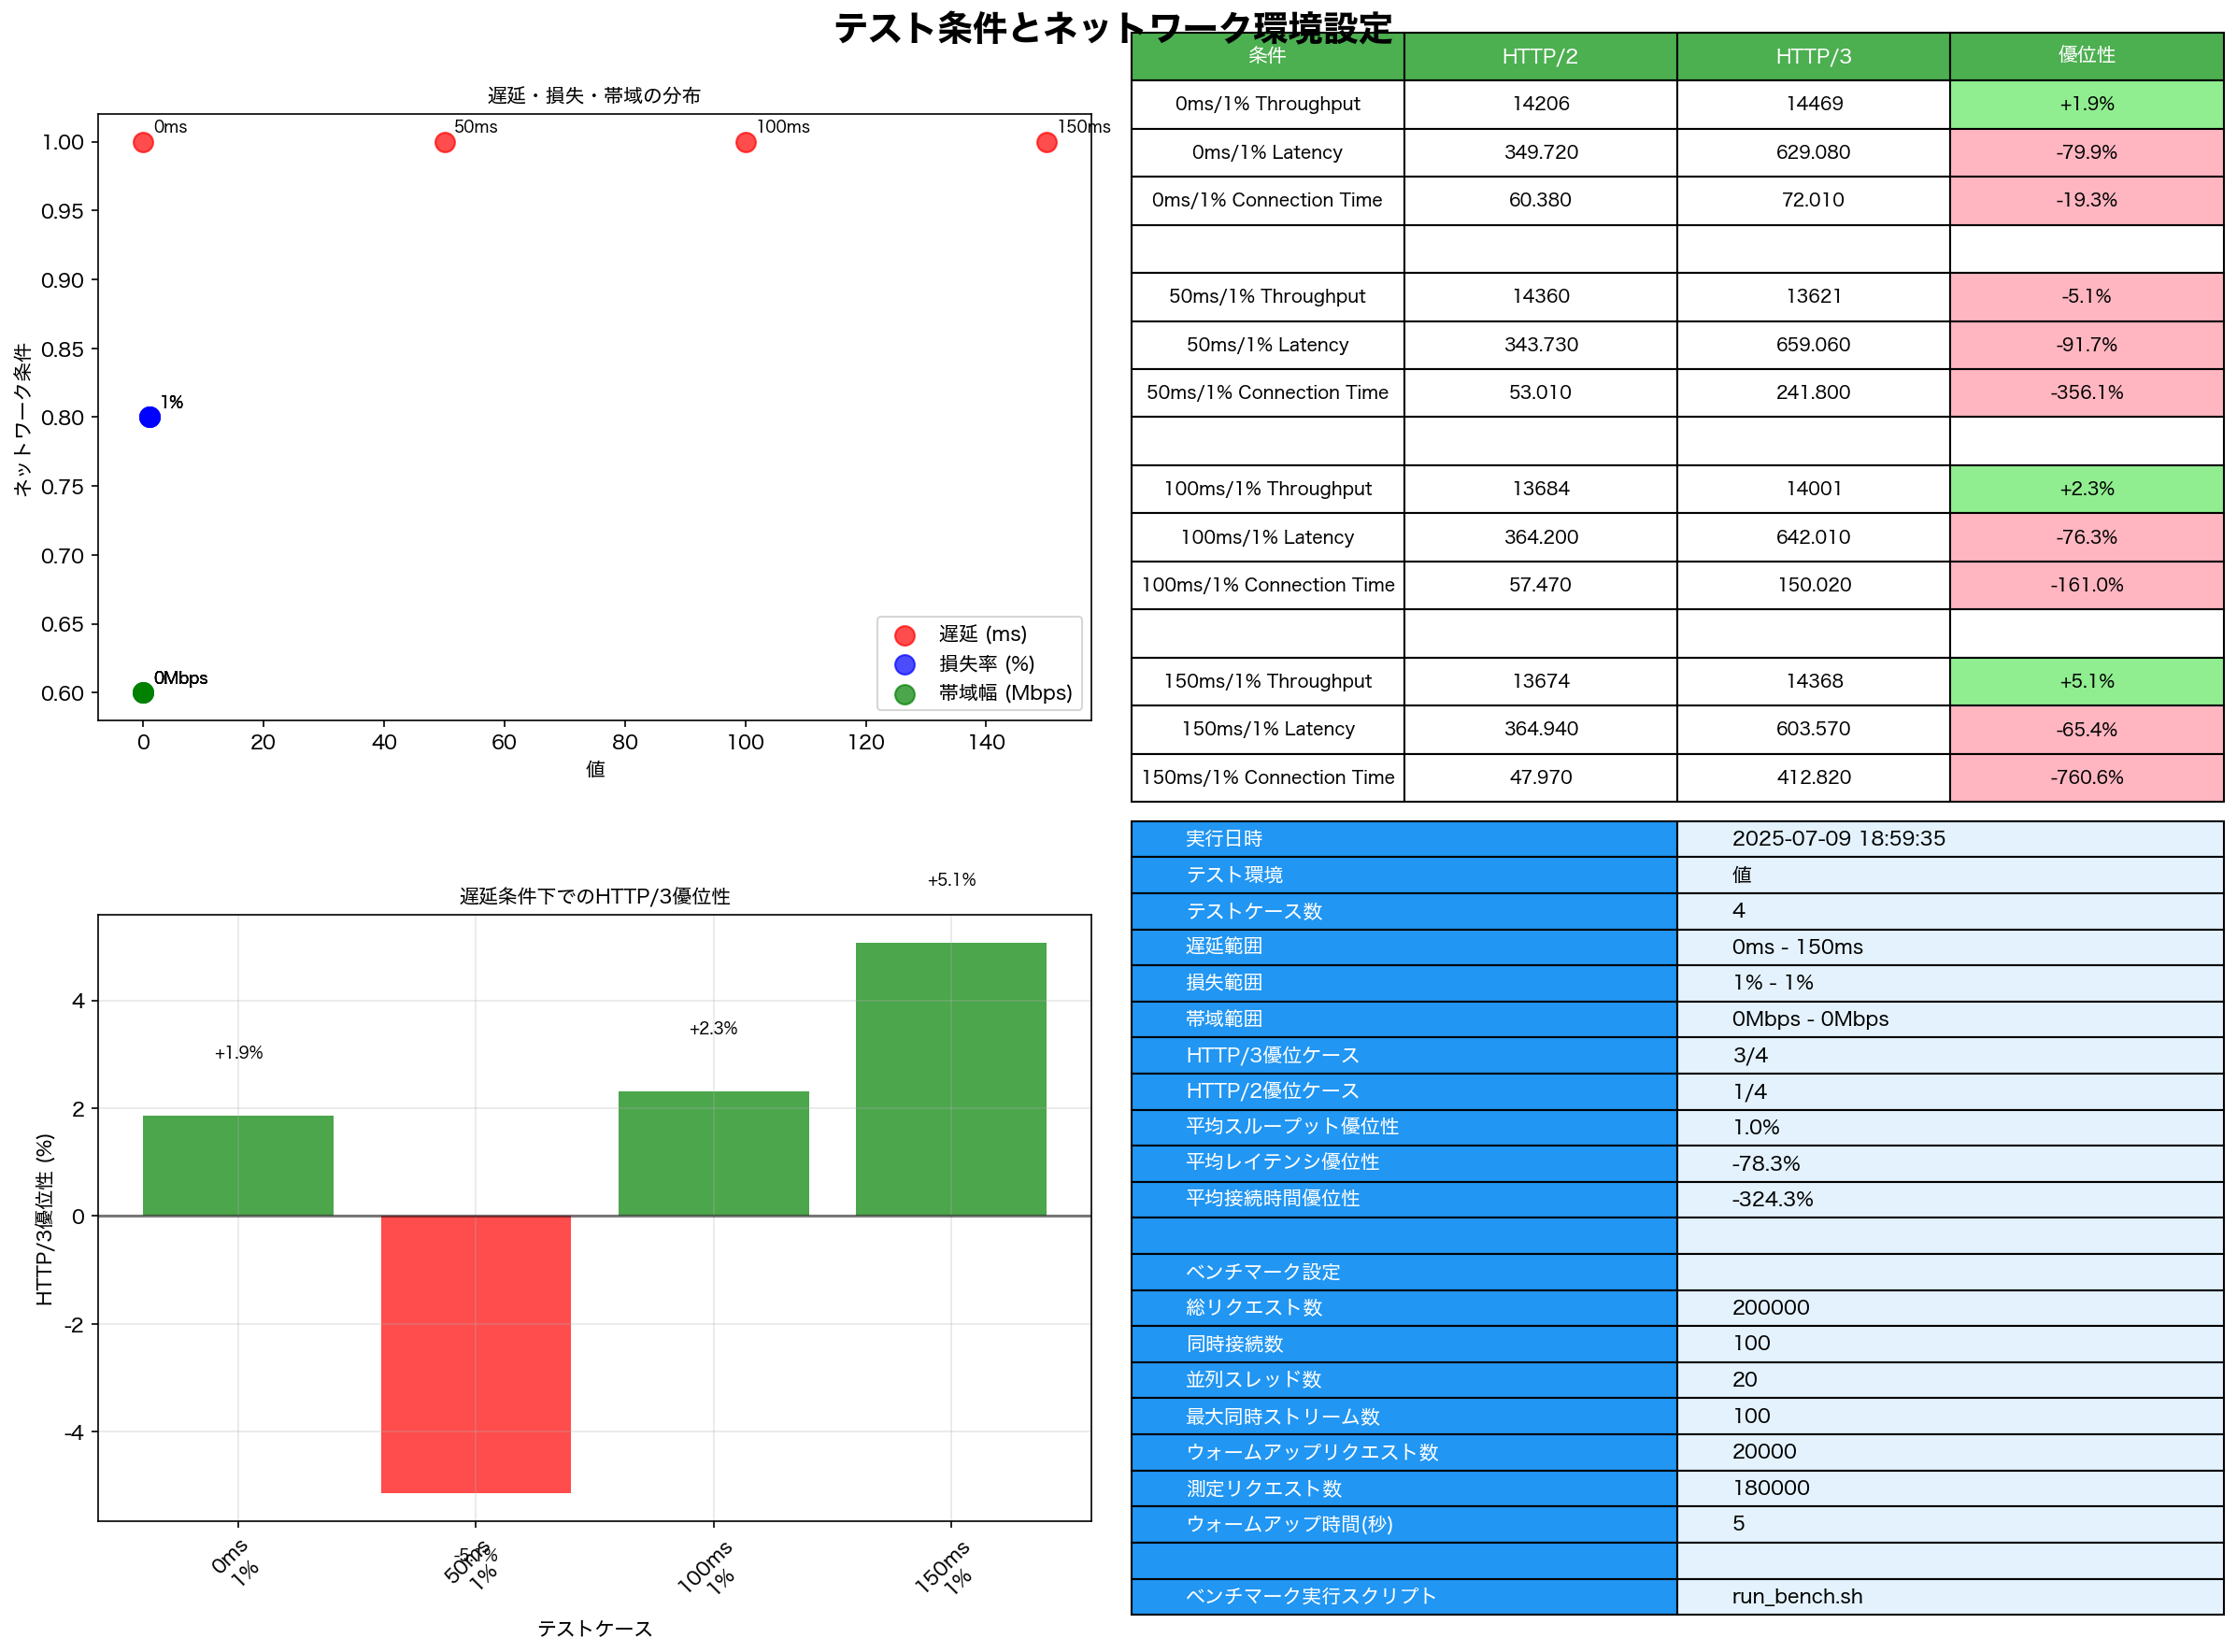 テスト条件とネットワーク環境設定
遅延・損失・帯域の分布
0ms 50ms 100ms 150ms
1.00
0.95
0.90
0.85
1%
0.80
0.75
0.70
0.65
0Mbps
0.60
ネットワーク条件
遅延 (ms)
損失率 (%)
帯域幅 (Mbps)
0 20 40 60 80 100 120 140
値
条件 HTTP/2 HTTP/3 優位性
0ms/1% Throughput 14206 14469 +1.9%
0ms/1% Latency 349.720 629.080 -79.9%
0ms/1% Connection Time 60.380 72.010 -19.3%
50ms/1% Throughput 14360 13621 -5.1%
50ms/1% Latency 343.730 659.060 -91.7%
50ms/1% Connection Time 53.010 241.800 -356.1%
100ms/1% Throughput 13684 14001 +2.3%
100ms/1% Latency 364.200 642.010 -76.3%
100ms/1% Connection Time 57.470 150.020 -161.0%
150ms/1% Throughput 13674 14368 +5.1%
150ms/1% Latency 364.940 603.570 -65.4%
150ms/1% Connection Time 47.970 412.820 -760.6%
遅延条件下でのHTTP/3優位性
+5.1%
+2.3%
+1.9%
-5.1%
4
2
0
-2
-4
HTTP/3優位性 (%)
0ms
1%
50ms
1%
100ms
1%
150ms
1%
テストケース
実行日時 2025-07-09 18:59:35
テスト環境 値
テストケース数 4
遅延範囲 0ms - 150ms
損失範囲 1% - 1%
帯域範囲 0Mbps - 0Mbps
HTTP/3優位ケース 3/4
HTTP/2優位ケース 1/4
平均スループット優位性 1.0%
平均レイテンシ優位性 -78.3%
平均接続時間優位性 -324.3%
ベンチマーク設定
総リクエスト数 200000
同時接続数 100
並列スレッド数 20
最大同時ストリーム数 100
ウォームアップリクエスト数 20000
測定リクエスト数 180000
ウォームアップ時間(秒) 5
ベンチマーク実行スクリプト run_bench.sh